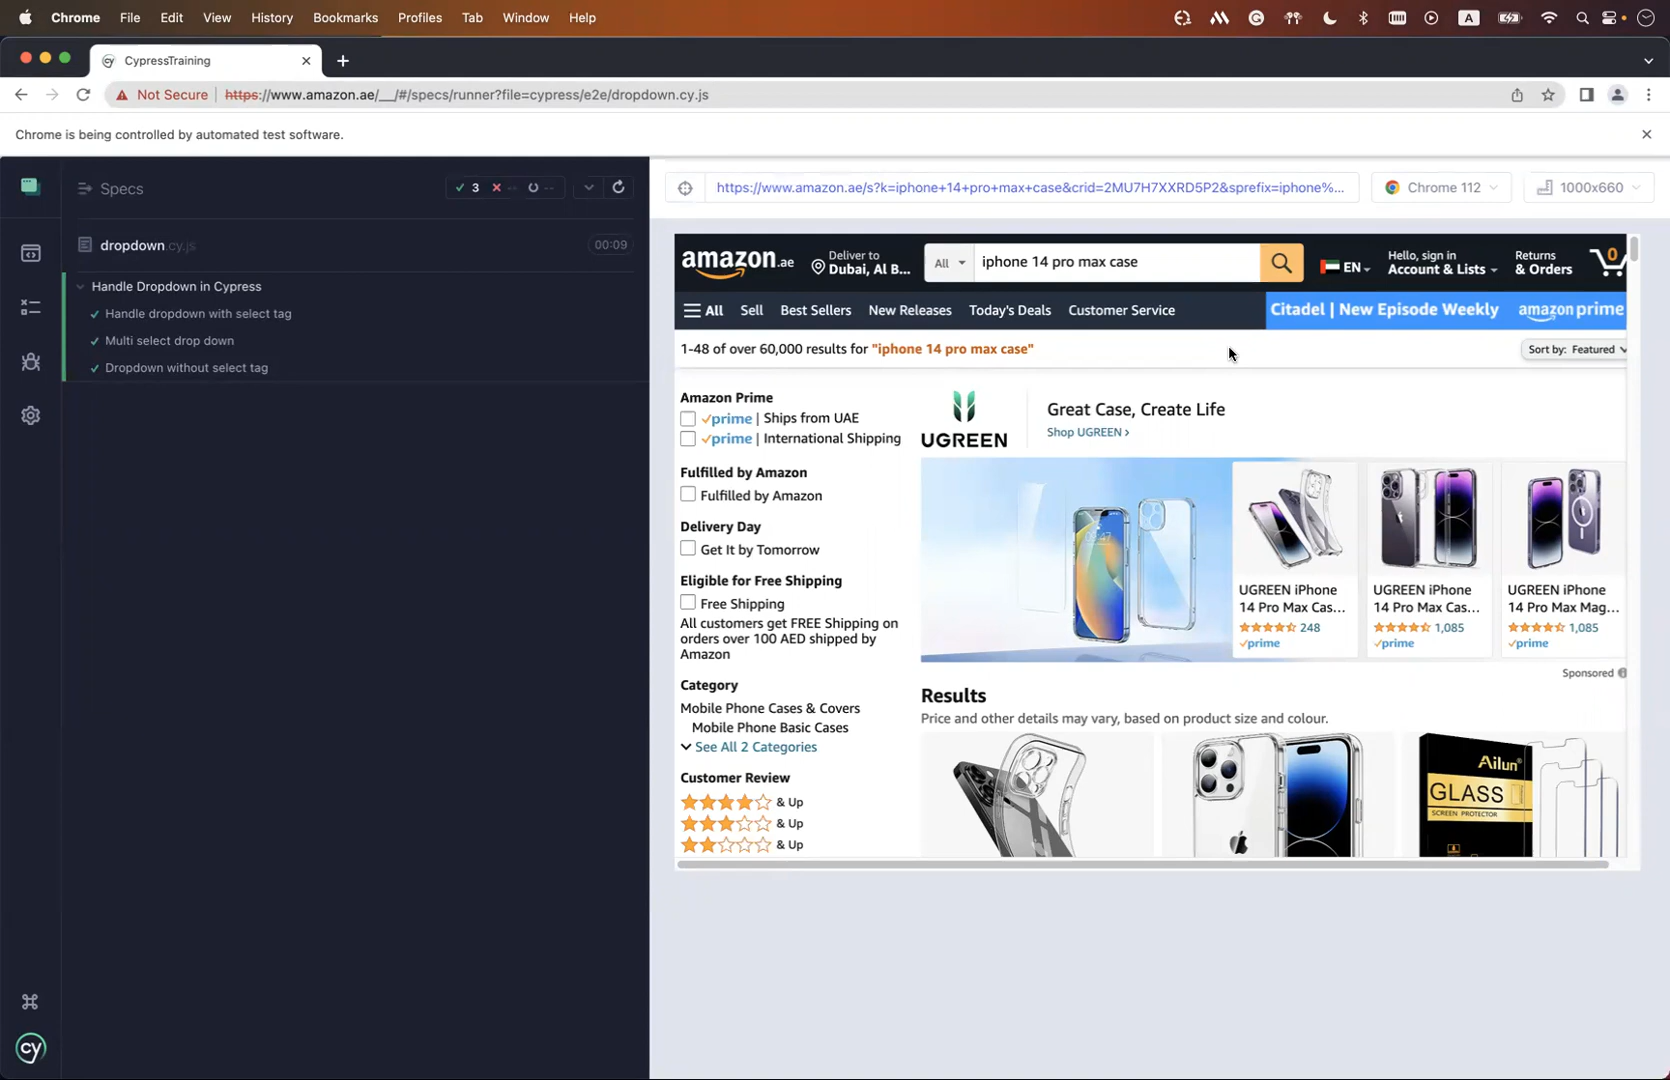 Chrome File Edit View History Bookmarks Profiles Tab Window Help A
CypressTraining
Not Secure https://www.amazon.ae/__/#/specs/runner?file=cypress/e2e/dropdown.cy.js
Chrome is being controlled by automated test software.
Specs 3 -- --
https://www.amazon.ae/s?k=iphone+14+pro+max+case&crid=2MU7H7XXRD5P2&sprefix=iphone%... Chrome 112 1000x660
dropdown.cy.js 00:09
Handle Dropdown in Cypress
Handle dropdown with select tag
Multi select drop down
Dropdown without select tag
cy
amazon.ae Deliver to Dubai, Al B... All iphone 14 pro max case EN Hello, sign in Account & Lists Returns & Orders 0
All Sell Best Sellers New Releases Today's Deals Customer Service Citadel | New Episode Weekly amazon prime
1-48 of over 60,000 results for "iphone 14 pro max case" Sort by: Featured
Amazon Prime
prime | Ships from UAE
prime | International Shipping
Fulfilled by Amazon
Fulfilled by Amazon
Delivery Day
Get It by Tomorrow
Eligible for Free Shipping
Free Shipping
All customers get FREE Shipping on
orders over 100 AED shipped by
Amazon
Category
Mobile Phone Cases & Covers
Mobile Phone Basic Cases
See All 2 Categories
Customer Review
& Up
& Up
& Up
UGREEN
Great Case, Create Life
Shop UGREEN ›
UGREEN iPhone
14 Pro Max Cas...
248
prime
UGREEN iPhone
14 Pro Max Cas...
1,085
prime
UGREEN iPhone
14 Pro Max Mag...
1,085
prime
Sponsored
Results
Price and other details may vary, based on product size and colour.
Ailun
GLASS
SCREEN PROTECTOR